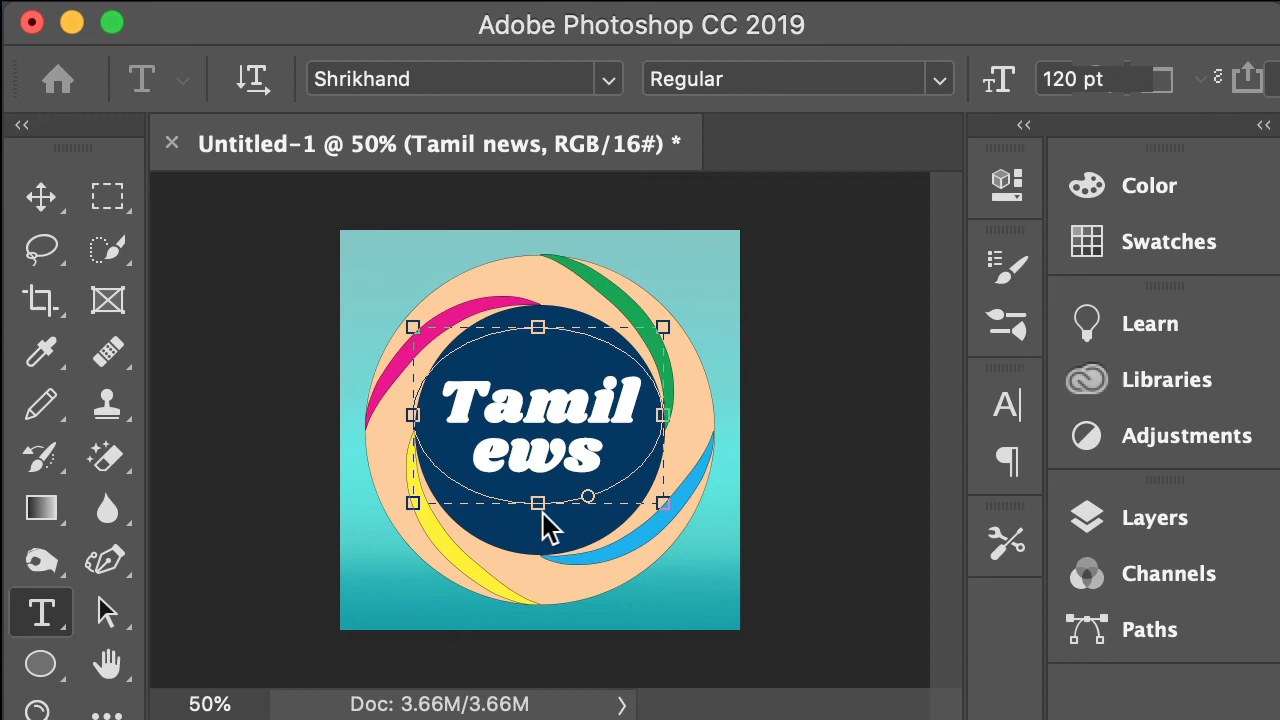 Adobe Photoshop CC 2019
Shrikhand
Regular
120 pt
Untitled-1 @ 50% (Tamil news, RGB/16#) *
Color
Swatches
Learn
Libraries
Adjustments
Layers
Channels
Paths
Tamil
ews
50%
Doc: 3.66M/3.66M